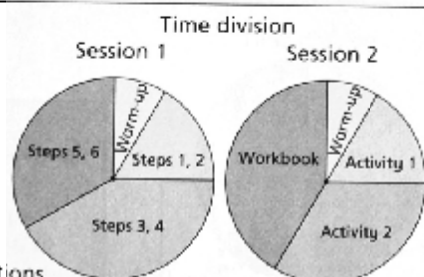 Time division
Session 1
Session 2
Warm-up
Steps 1, 2
Steps 3, 4
Steps 5, 6
Warm-up
Activity 1
Activity 2
Workbook